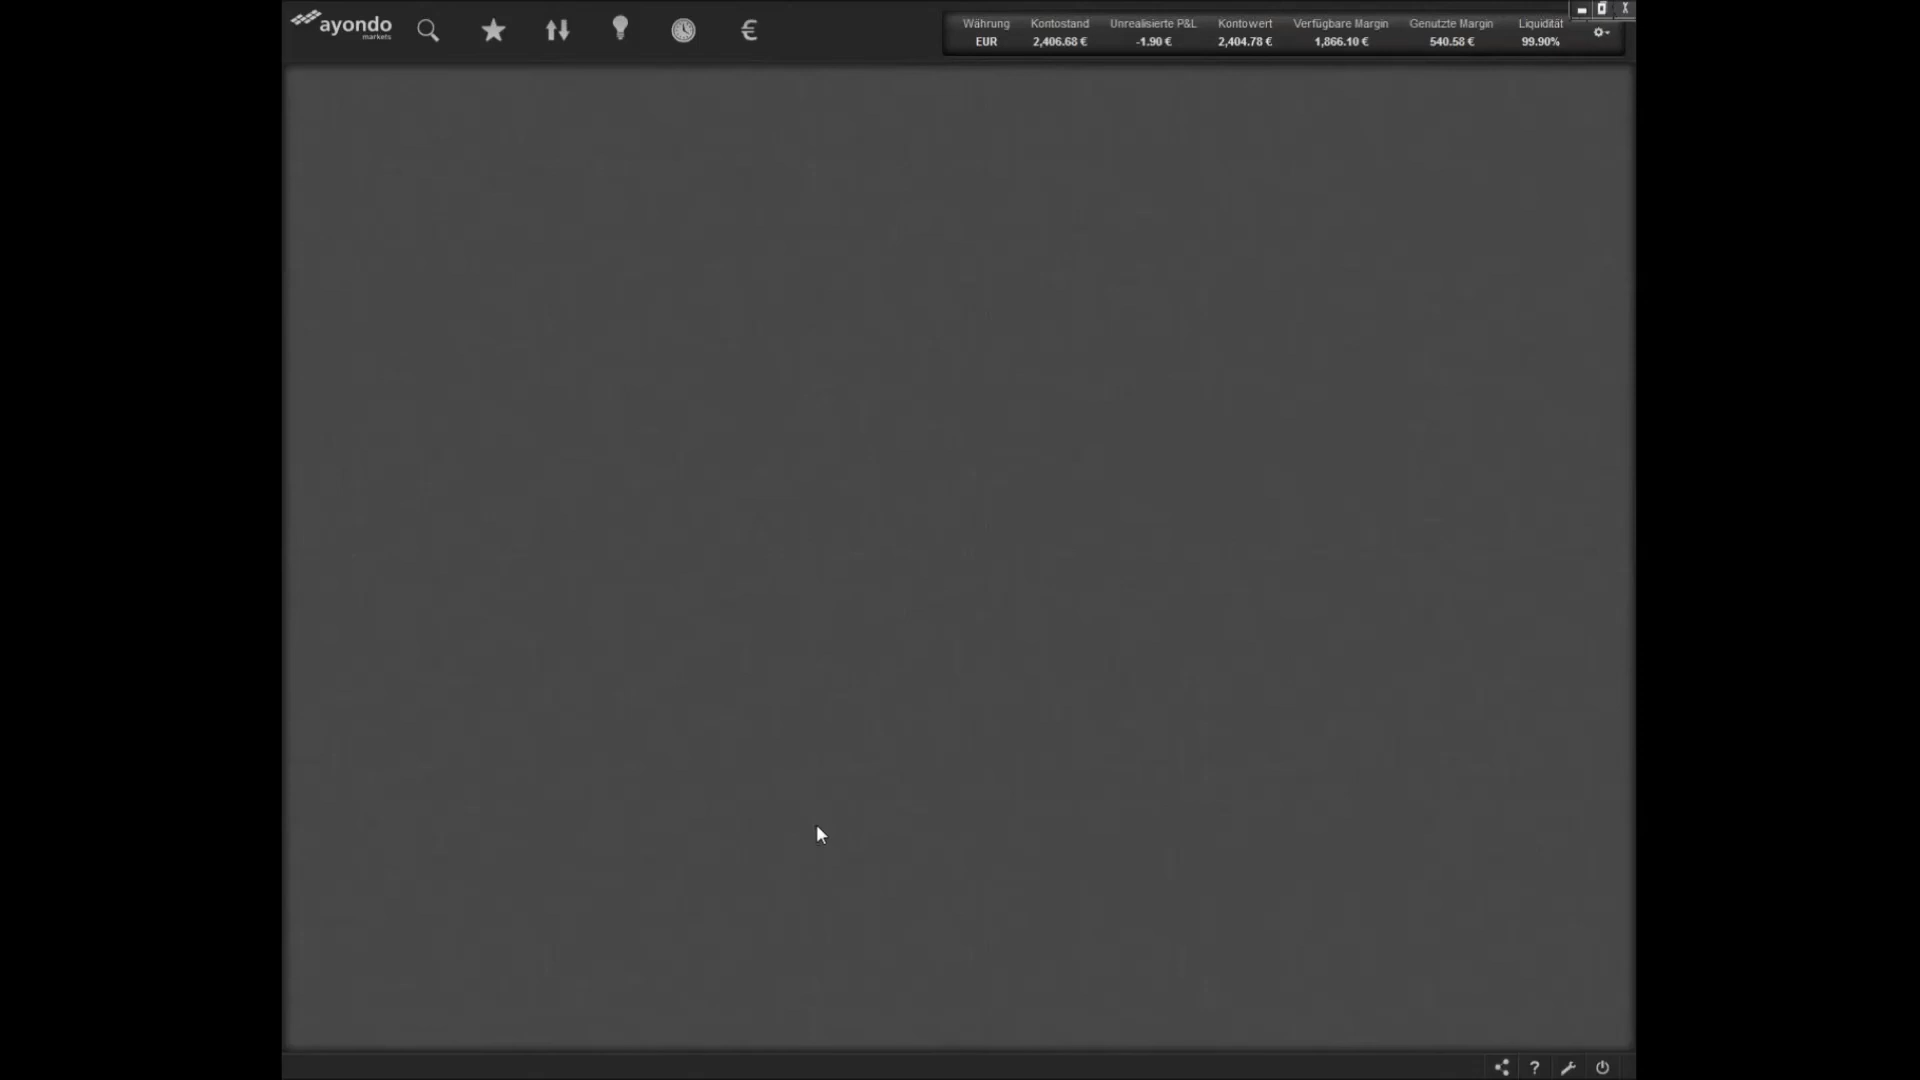 ayondo
markets
Währung Kontostand Unrealisierte P&L Kontowert Verfügbare Margin Genutzte Margin Liquidität
EUR 2,406.68 € -1.90 € 2,404.78 € 1,866.10 € 540.58 € 99.90%